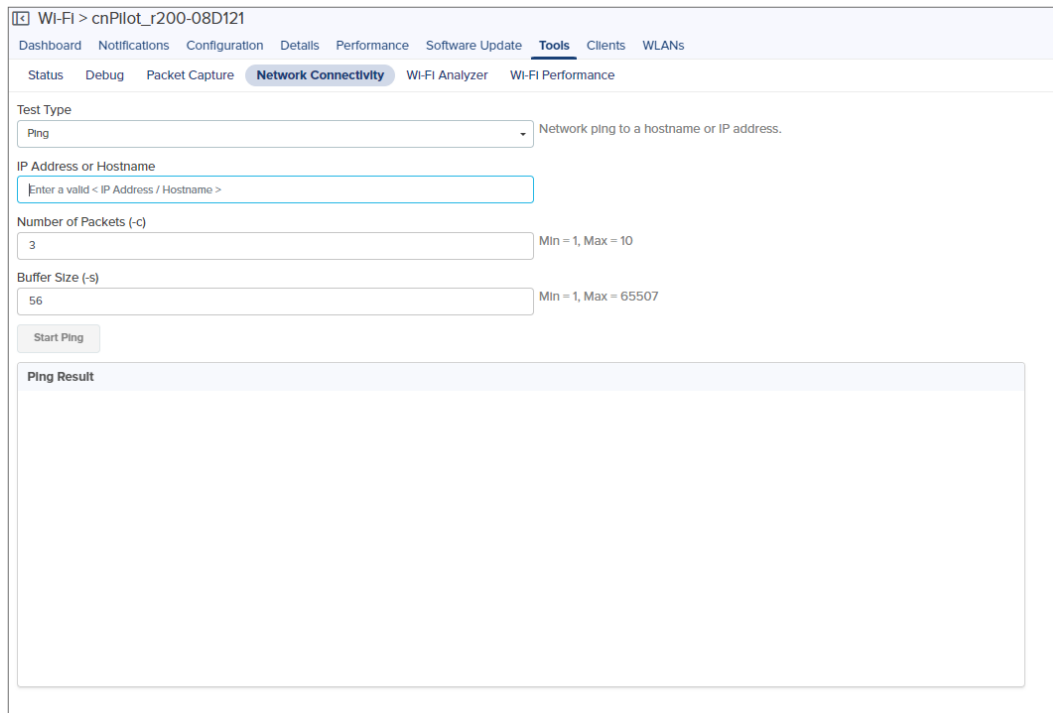 Wi-Fi > cnPilot_r200-08D121
Dashboard Notifications Configuration Details Performance Software Update Tools Clients WLANs
Status Debug Packet Capture Network Connectivity Wi-Fi Analyzer Wi-Fi Performance
Test Type
Ping
Network ping to a hostname or IP address.
IP Address or Hostname
Enter a valid < IP Address / Hostname >
Number of Packets (-c)
3
Min = 1, Max = 10
Buffer Size (-s)
56
Min = 1, Max = 65507
Start Ping
Ping Result